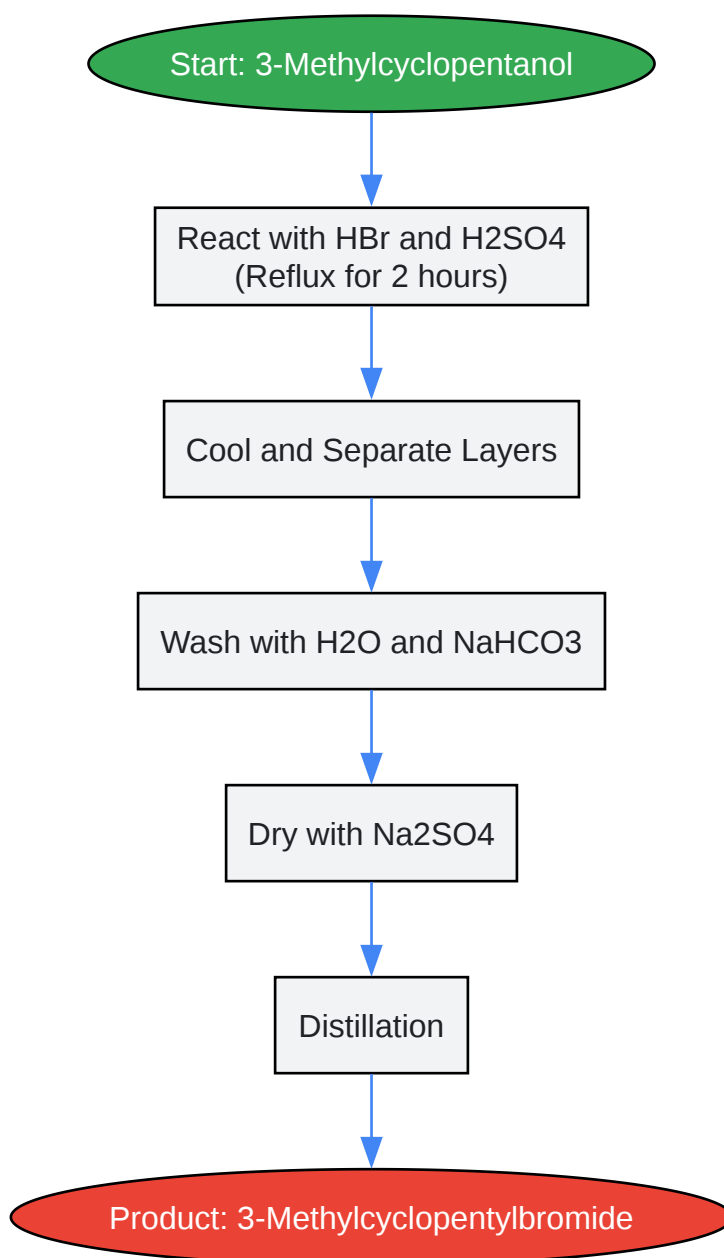 Start: 3-Methylcyclopentanol
React with HBr and H2SO4
(Reflux for 2 hours)
Cool and Separate Layers
Wash with H2O and NaHCO3
Dry with Na2SO4
Distillation
Product: 3-Methylcyclopentylbromide